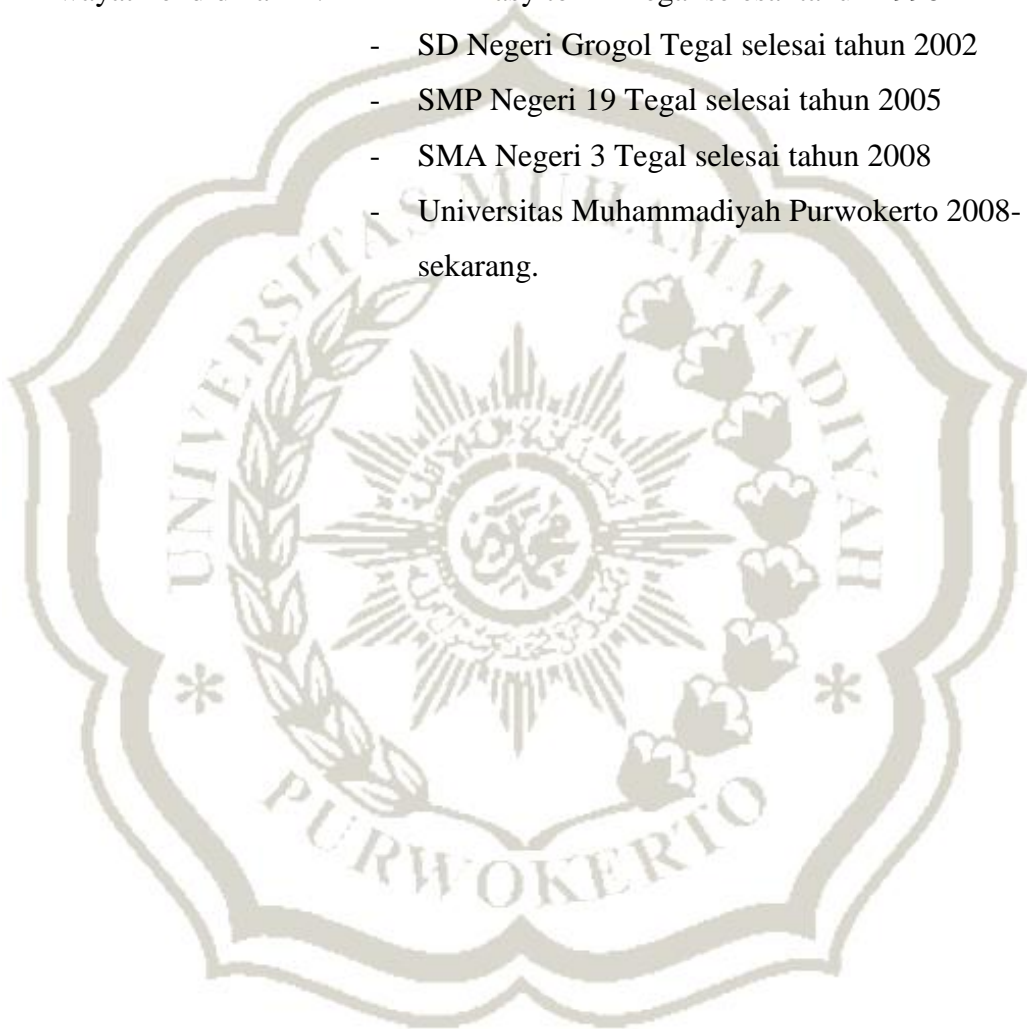 - SD Negeri Grogol Tegal selesai tahun 2002
- SMP Negeri 19 Tegal selesai tahun 2005
- SMA Negeri 3 Tegal selesai tahun 2008
- Universitas Muhammadiyah Purwokerto 2008-
sekarang.
UNIVERSITAS MUHAMMADIYAH
* *
PURWOKERTO